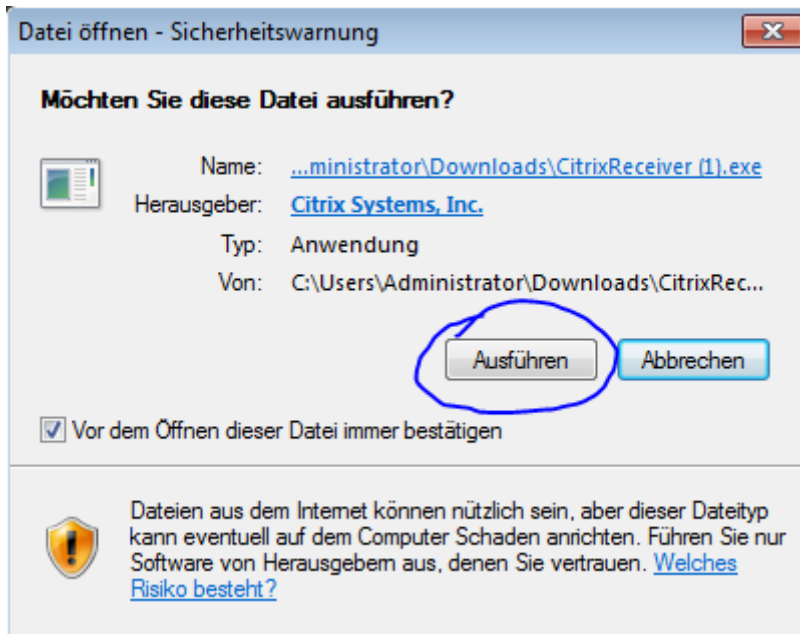 Datei öffnen - Sicherheitswarnung
Möchten Sie diese Datei ausführen?
Name: ...ministrator\Downloads\CitrixReceiver (1).exe
Herausgeber: Citrix Systems, Inc.
Typ: Anwendung
Von: C:\Users\Administrator\Downloads\CitrixRec...
Ausführen Abbrechen
Vor dem Öffnen dieser Datei immer bestätigen
Dateien aus dem Internet können nützlich sein, aber dieser Dateityp
kann eventuell auf dem Computer Schaden anrichten. Führen Sie nur
Software von Herausgebern aus, denen Sie vertrauen. Welches
Risiko besteht?